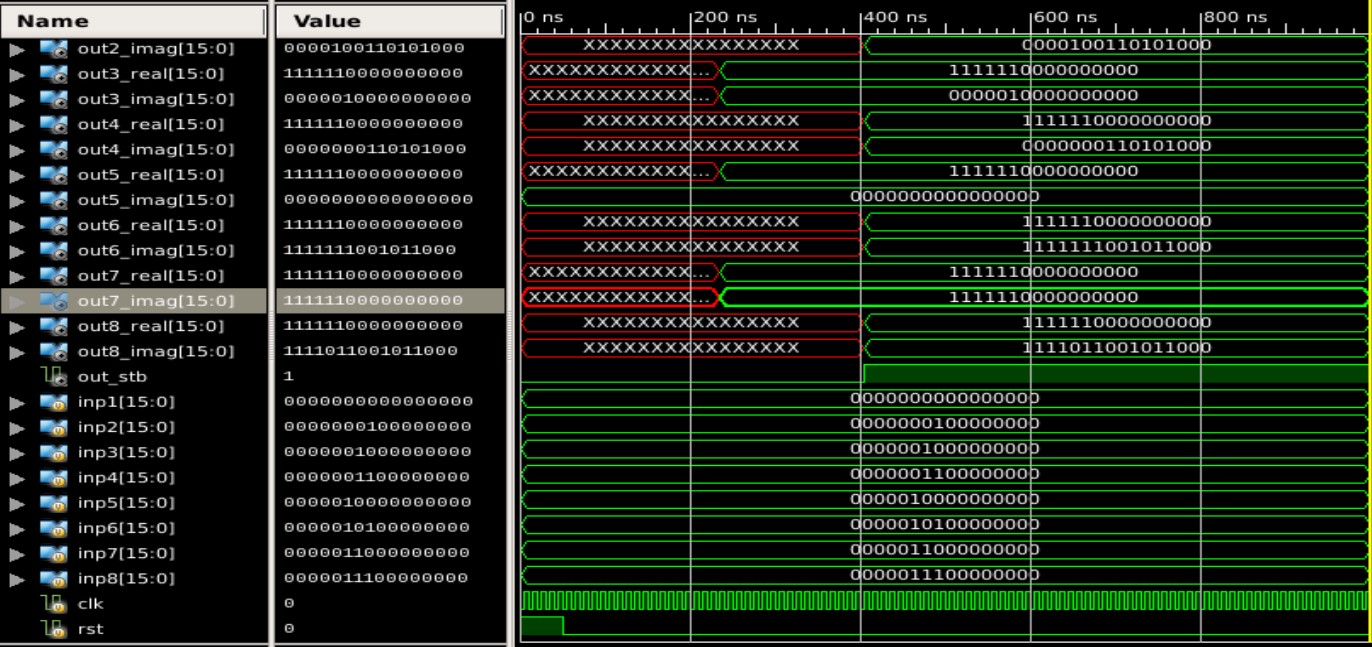 Name Value 0 ns 200 ns 400 ns 600 ns 800 ns
out2_imag[15:0] 0000100110101000 XXXXXXXXXXXXXXXX 0000100110101000
out3_real[15:0] 1111110000000000 XXXXXXXXXXXX... 1111110000000000
out3_imag[15:0] 0000010000000000 XXXXXXXXXXXX... 0000010000000000
out4_real[15:0] 1111110000000000 XXXXXXXXXXXXXXXX 1111110000000000
out4_imag[15:0] 0000000110101000 XXXXXXXXXXXXXXXX 0000000110101000
out5_real[15:0] 1111110000000000 XXXXXXXXXXXX... 1111110000000000
out5_imag[15:0] 0000000000000000 0000000000000000
out6_real[15:0] 1111110000000000 XXXXXXXXXXXXXXXX 1111110000000000
out6_imag[15:0] 1111111001011000 XXXXXXXXXXXXXXXX 1111111001011000
out7_real[15:0] 1111110000000000 XXXXXXXXXXXX... 1111110000000000
out7_imag[15:0] 1111110000000000 XXXXXXXXXXXX... 1111110000000000
out8_real[15:0] 1111110000000000 XXXXXXXXXXXXXXXX 1111110000000000
out8_imag[15:0] 1111011001011000 XXXXXXXXXXXXXXXX 1111011001011000
out_stb 1
inp1[15:0] 0000000000000000 0000000000000000
inp2[15:0] 0000000100000000 0000000100000000
inp3[15:0] 0000001000000000 0000001000000000
inp4[15:0] 0000001100000000 0000001100000000
inp5[15:0] 0000010000000000 0000010000000000
inp6[15:0] 0000010100000000 0000010100000000
inp7[15:0] 0000011000000000 0000011000000000
inp8[15:0] 0000011100000000 0000011100000000
clk 0
rst 0